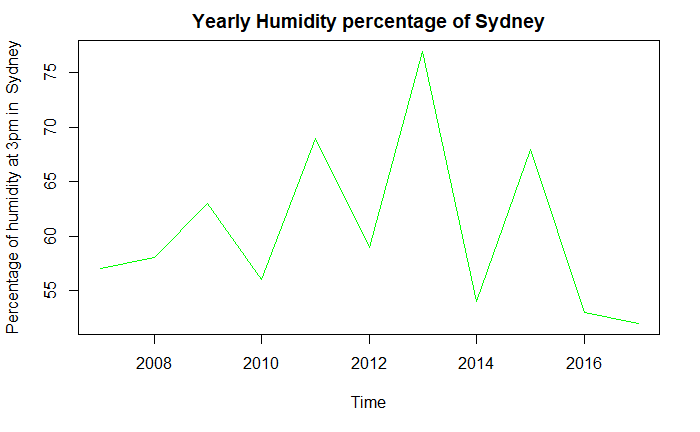 Yearly Humidity percentage of Sydney
Percentage of humidity at 3pm in  Sydney
75
70
65
60
55
2008 2010 2012 2014 2016
Time